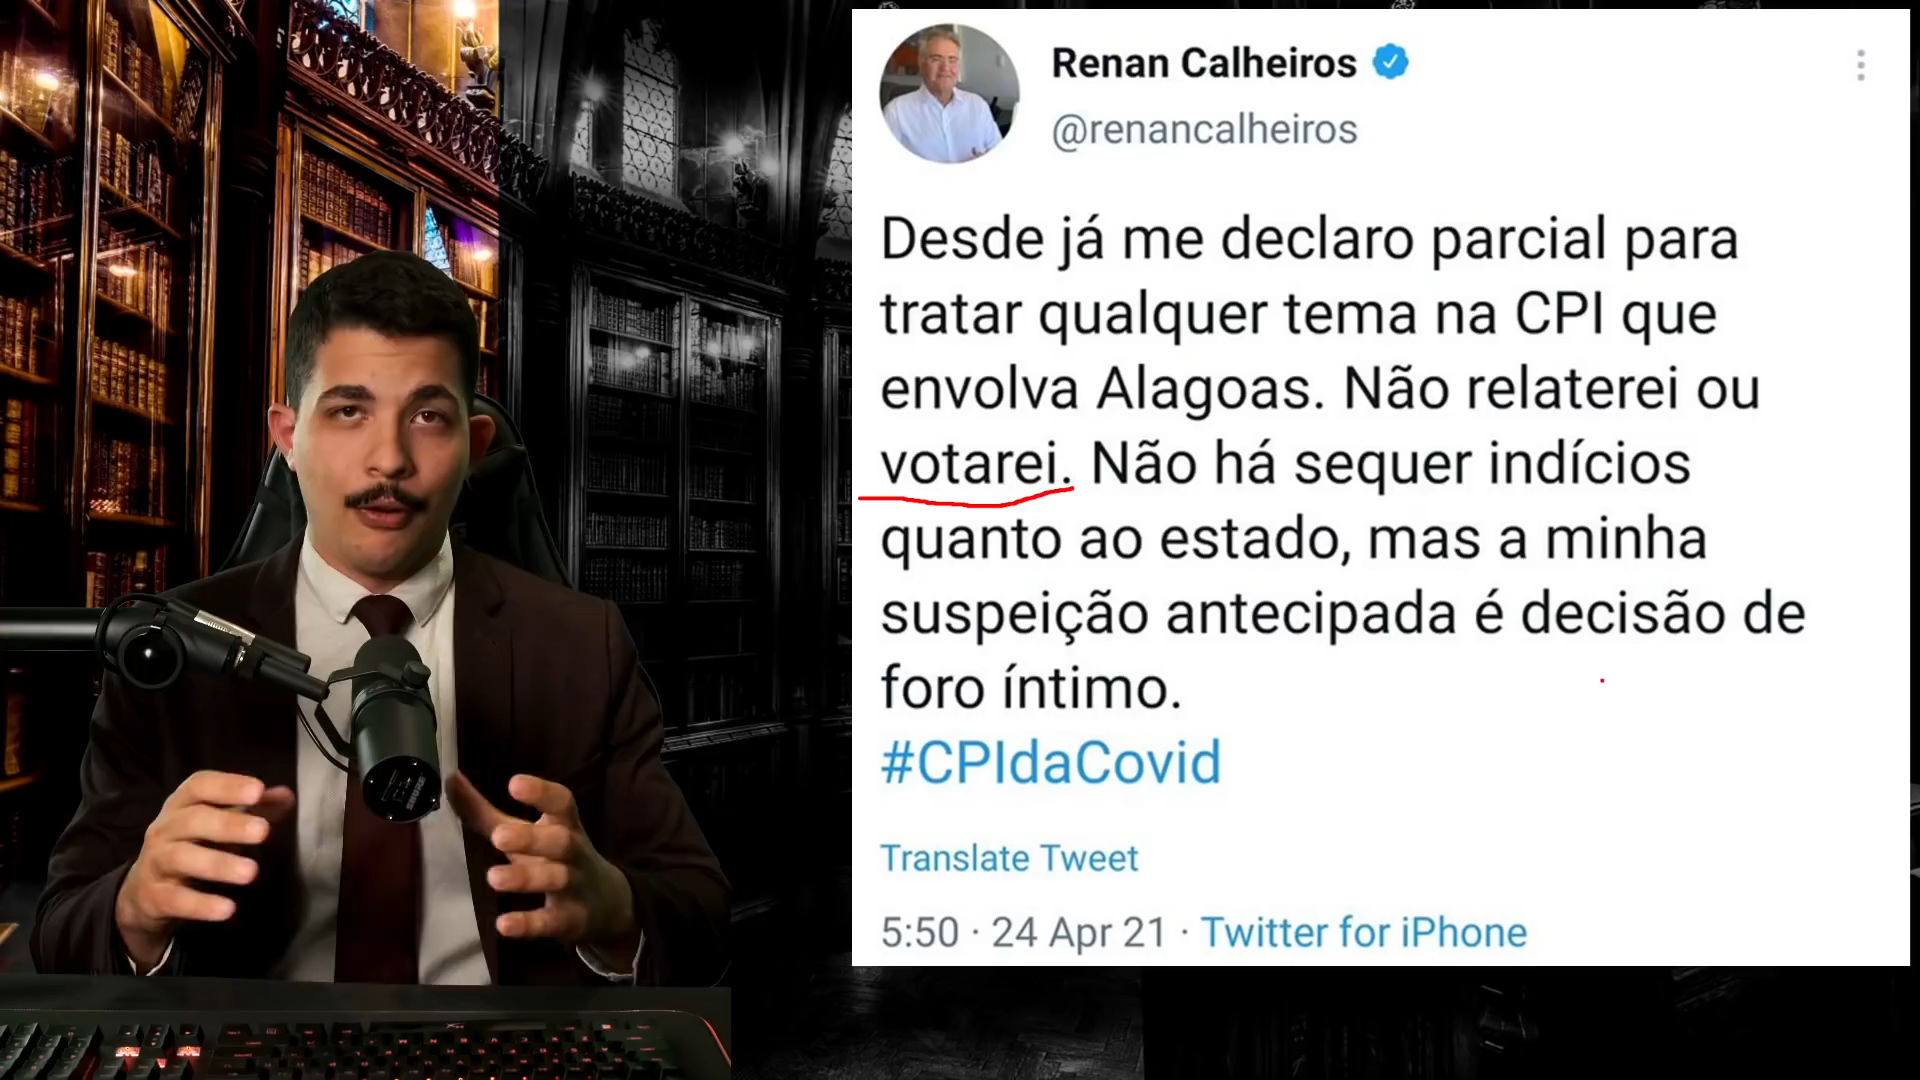 Renan Calheiros
@renancalheiros
Desde já me declaro parcial para
tratar qualquer tema na CPI que
envolva Alagoas. Não relaterei ou
votarei. Não há sequer indícios
quanto ao estado, mas a minha
suspeição antecipada é decisão de
foro íntimo.
#CPIdaCovid
Translate Tweet
5:50 · 24 Apr 21 · Twitter for iPhone
SHURE